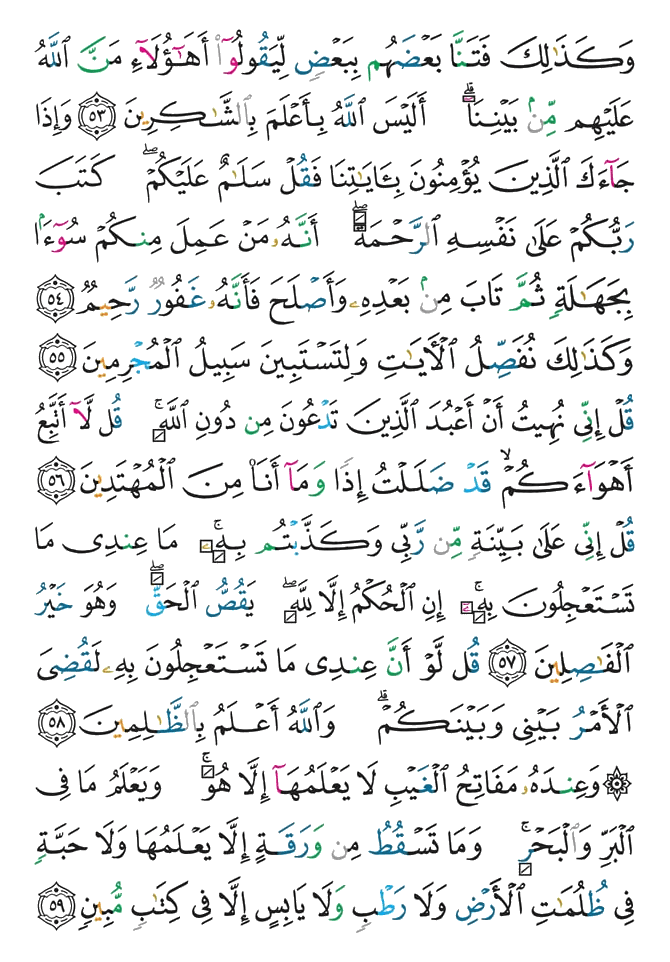 وَكَذَٰلِكَ فَتَنَّا بَعْضَهُم بِبَعْضٍ لِّيَقُولُوٓا۟ أَهَـٰٓؤُلَآءِ مَنَّ ٱللَّهُ
عَلَيْهِم مِّنۢ بَيْنِنَآ ۗ أَلَيْسَ ٱللَّهُ بِأَعْلَمَ بِٱلشَّـٰكِرِينَ ٥٣ وَإِذَا
جَآءَكَ ٱلَّذِينَ يُؤْمِنُونَ بِـَٔايَـٰتِنَا فَقُلْ سَلَـٰمٌ عَلَيْكُمْ ۖ كَتَبَ
رَبُّكُمْ عَلَىٰ نَفْسِهِ ٱلرَّحْمَةَ ۖ أَنَّهُۥ مَنْ عَمِلَ مِنكُمْ سُوٓءًۢا
بِجَهَـٰلَةٍ ثُمَّ تَابَ مِنۢ بَعْدِهِۦ وَأَصْلَحَ فَأَنَّهُۥ غَفُورٌ رَّحِيمٌ ٥٤
وَكَذَٰلِكَ نُفَصِّلُ ٱلْـَٔايَـٰتِ وَلِتَسْتَبِينَ سَبِيلُ ٱلْمُجْرِمِينَ ٥٥
قُلْ إِنِّى نُهِيتُ أَنْ أَعْبُدَ ٱلَّذِينَ تَدْعُونَ مِن دُونِ ٱللَّهِ ۚ قُل لَّآ أَتَّبِعُ
أَهْوَآءَكُمْ ۙ قَدْ ضَلَلْتُ إِذًا وَمَآ أَنَا۠ مِنَ ٱلْمُهْتَدِينَ ٥٦
قُلْ إِنِّى عَلَىٰ بَيِّنَةٍ مِّن رَّبِّى وَكَذَّبْتُم بِهِۦ ۚ مَا عِندِى مَا
تَسْتَعْجِلُونَ بِهِۦٓ ۚ إِنِ ٱلْحُكْمُ إِلَّا لِلَّهِ ۖ يَقُصُّ ٱلْحَقَّ ۖ وَهُوَ خَيْرُ
ٱلْفَـٰصِلِينَ ٥٧ قُل لَّوْ أَنَّ عِندِى مَا تَسْتَعْجِلُونَ بِهِۦ لَقُضِىَ
ٱلْأَمْرُ بَيْنِى وَبَيْنَكُمْ ۗ وَٱللَّهُ أَعْلَمُ بِٱلظَّـٰلِمِينَ ٥٨
۞ وَعِندَهُۥ مَفَاتِحُ ٱلْغَيْبِ لَا يَعْلَمُهَآ إِلَّا هُوَ ۚ وَيَعْلَمُ مَا فِى
ٱلْبَرِّ وَٱلْبَحْرِ ۚ وَمَا تَسْقُطُ مِن وَرَقَةٍ إِلَّا يَعْلَمُهَا وَلَا حَبَّةٍ
فِى ظُلُمَـٰتِ ٱلْأَرْضِ وَلَا رَطْبٍ وَلَا يَابِسٍ إِلَّا فِى كِتَـٰبٍ مُّبِينٍ ٥٩